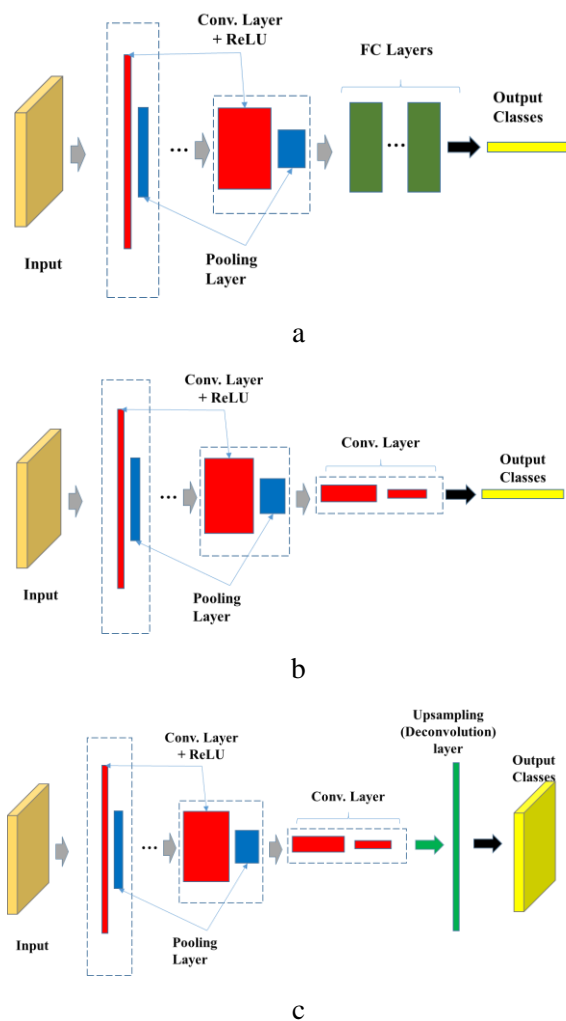 Conv. Layer
+ ReLU
FC Layers
Output
Classes
...
...
Input
Pooling
Layer
a
Conv. Layer
+ ReLU
Conv. Layer
Output
Classes
...
Input
Pooling
Layer
b
Upsampling
(Deconvolution)
layer
Conv. Layer
+ ReLU
Output
Classes
Conv. Layer
...
Input
Pooling
Layer
c